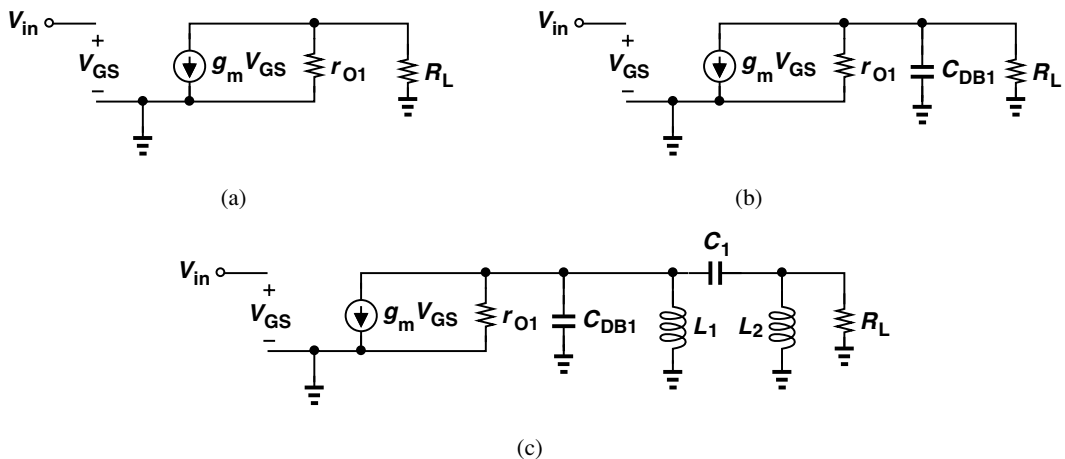 V_in
+
V_GS
−
g_m V_GS
r_O1
R_L
(a)
V_in
+
V_GS
−
g_m V_GS
r_O1
C_DB1
R_L
(b)
V_in
+
V_GS
−
g_m V_GS
r_O1
C_DB1
L_1
C_1
L_2
R_L
(c)